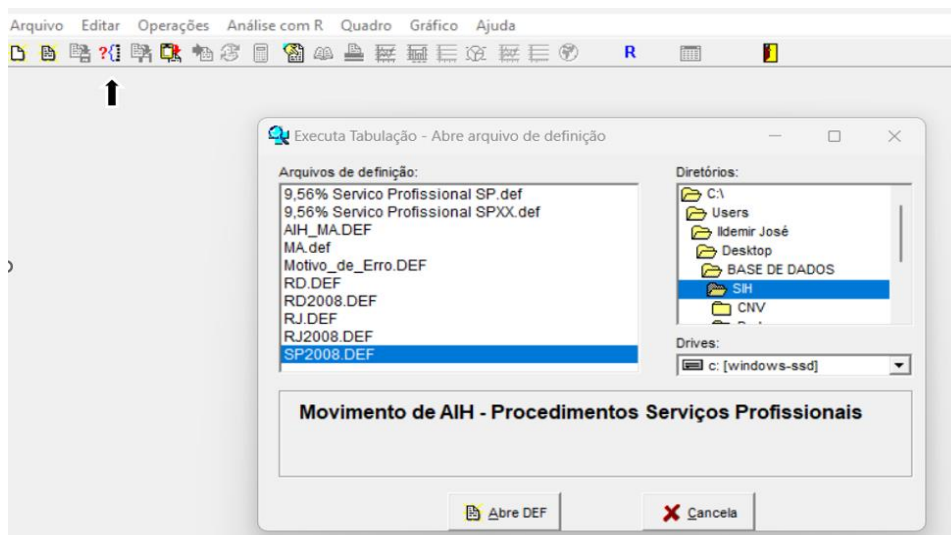 Arquivo Editar Operações Análise com R Quadro Gráfico Ajuda
?{
R
Executa Tabulação - Abre arquivo de definição
Arquivos de definição:
9,56% Servico Profissional SP.def
9,56% Servico Profissional SPXX.def
AIH_MA.DEF
MA.def
Motivo_de_Erro.DEF
RD.DEF
RD2008.DEF
RJ.DEF
RJ2008.DEF
SP2008.DEF
Diretórios:
C:\
Users
Ildemir José
Desktop
BASE DE DADOS
SIH
CNV
Drives:
c: [windows-ssd]
Movimento de AIH - Procedimentos Serviços Profissionais
Abre DEF
Cancela